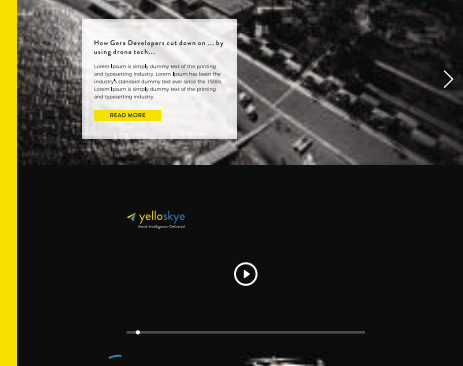 How Gera Developers cut down on ... by
using drone tech...
Lorem Ipsum is simply dummy text of the printing
and typesetting industry. Lorem Ipsum has been the
industry's standard dummy text ever since the 1500s,
Lorem Ipsum is simply dummy text of the printing
and typesetting industry.
READ MORE
yelloskye
Aerial Intelligence Delivered